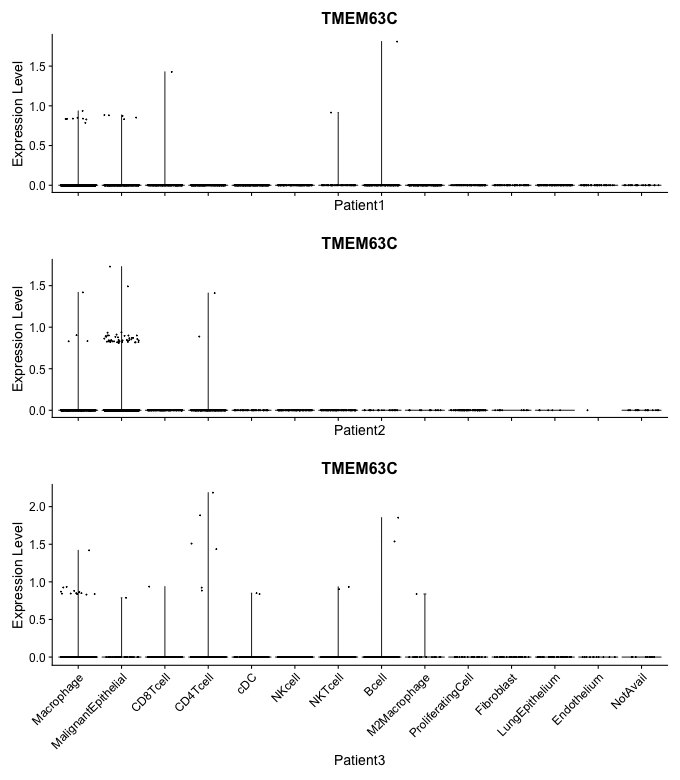 TMEM63C
Expression Level
1.5
1.0
0.5
0.0
Patient1
TMEM63C
Expression Level
1.5
1.0
0.5
0.0
Patient2
TMEM63C
Expression Level
2.0
1.5
1.0
0.5
0.0
Macrophage
MalignantEpithelial
CD8Tcell
CD4Tcell
cDC
NKcell
NKTcell
Bcell
M2Macrophage
ProliferatingCell
Fibroblast
LungEpithelium
Endothelium
NotAvail
Patient3